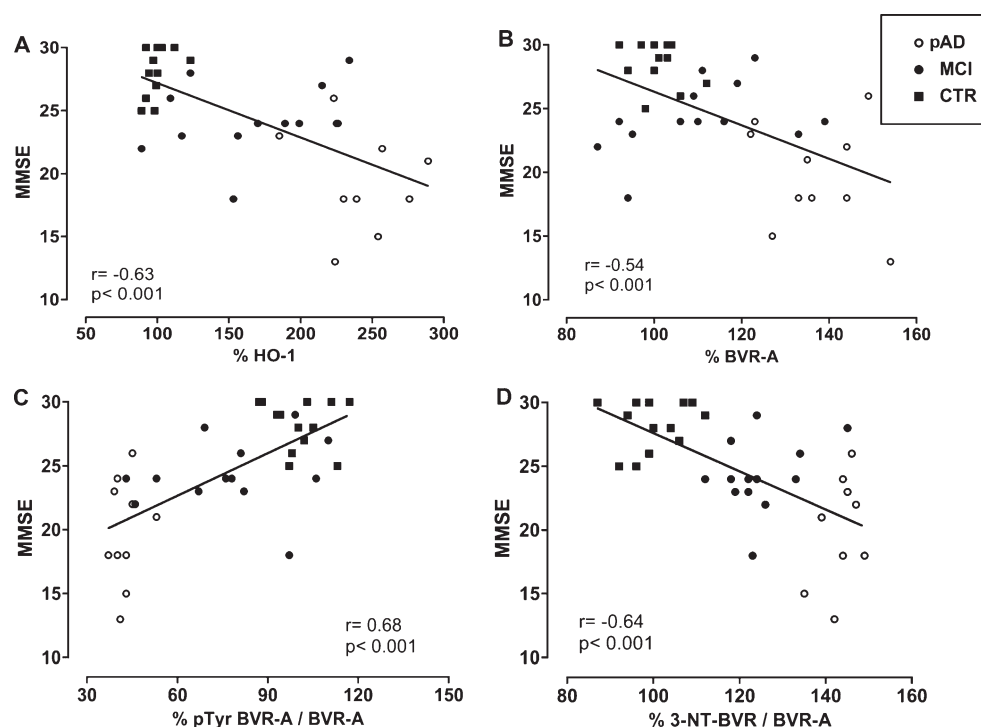 A
30
25
20
15
10
MMSE
r= -0.63
p< 0.001
50
100
150
200
250
300
% HO-1
B
30
25
20
15
10
MMSE
r= -0.54
p< 0.001
80
100
120
140
160
% BVR-A
pAD
MCI
CTR
C
30
25
20
15
10
MMSE
r= 0.68
p< 0.001
30
60
90
120
150
% pTyr BVR-A / BVR-A
D
30
25
20
15
10
MMSE
r= -0.64
p< 0.001
80
100
120
140
160
% 3-NT-BVR / BVR-A